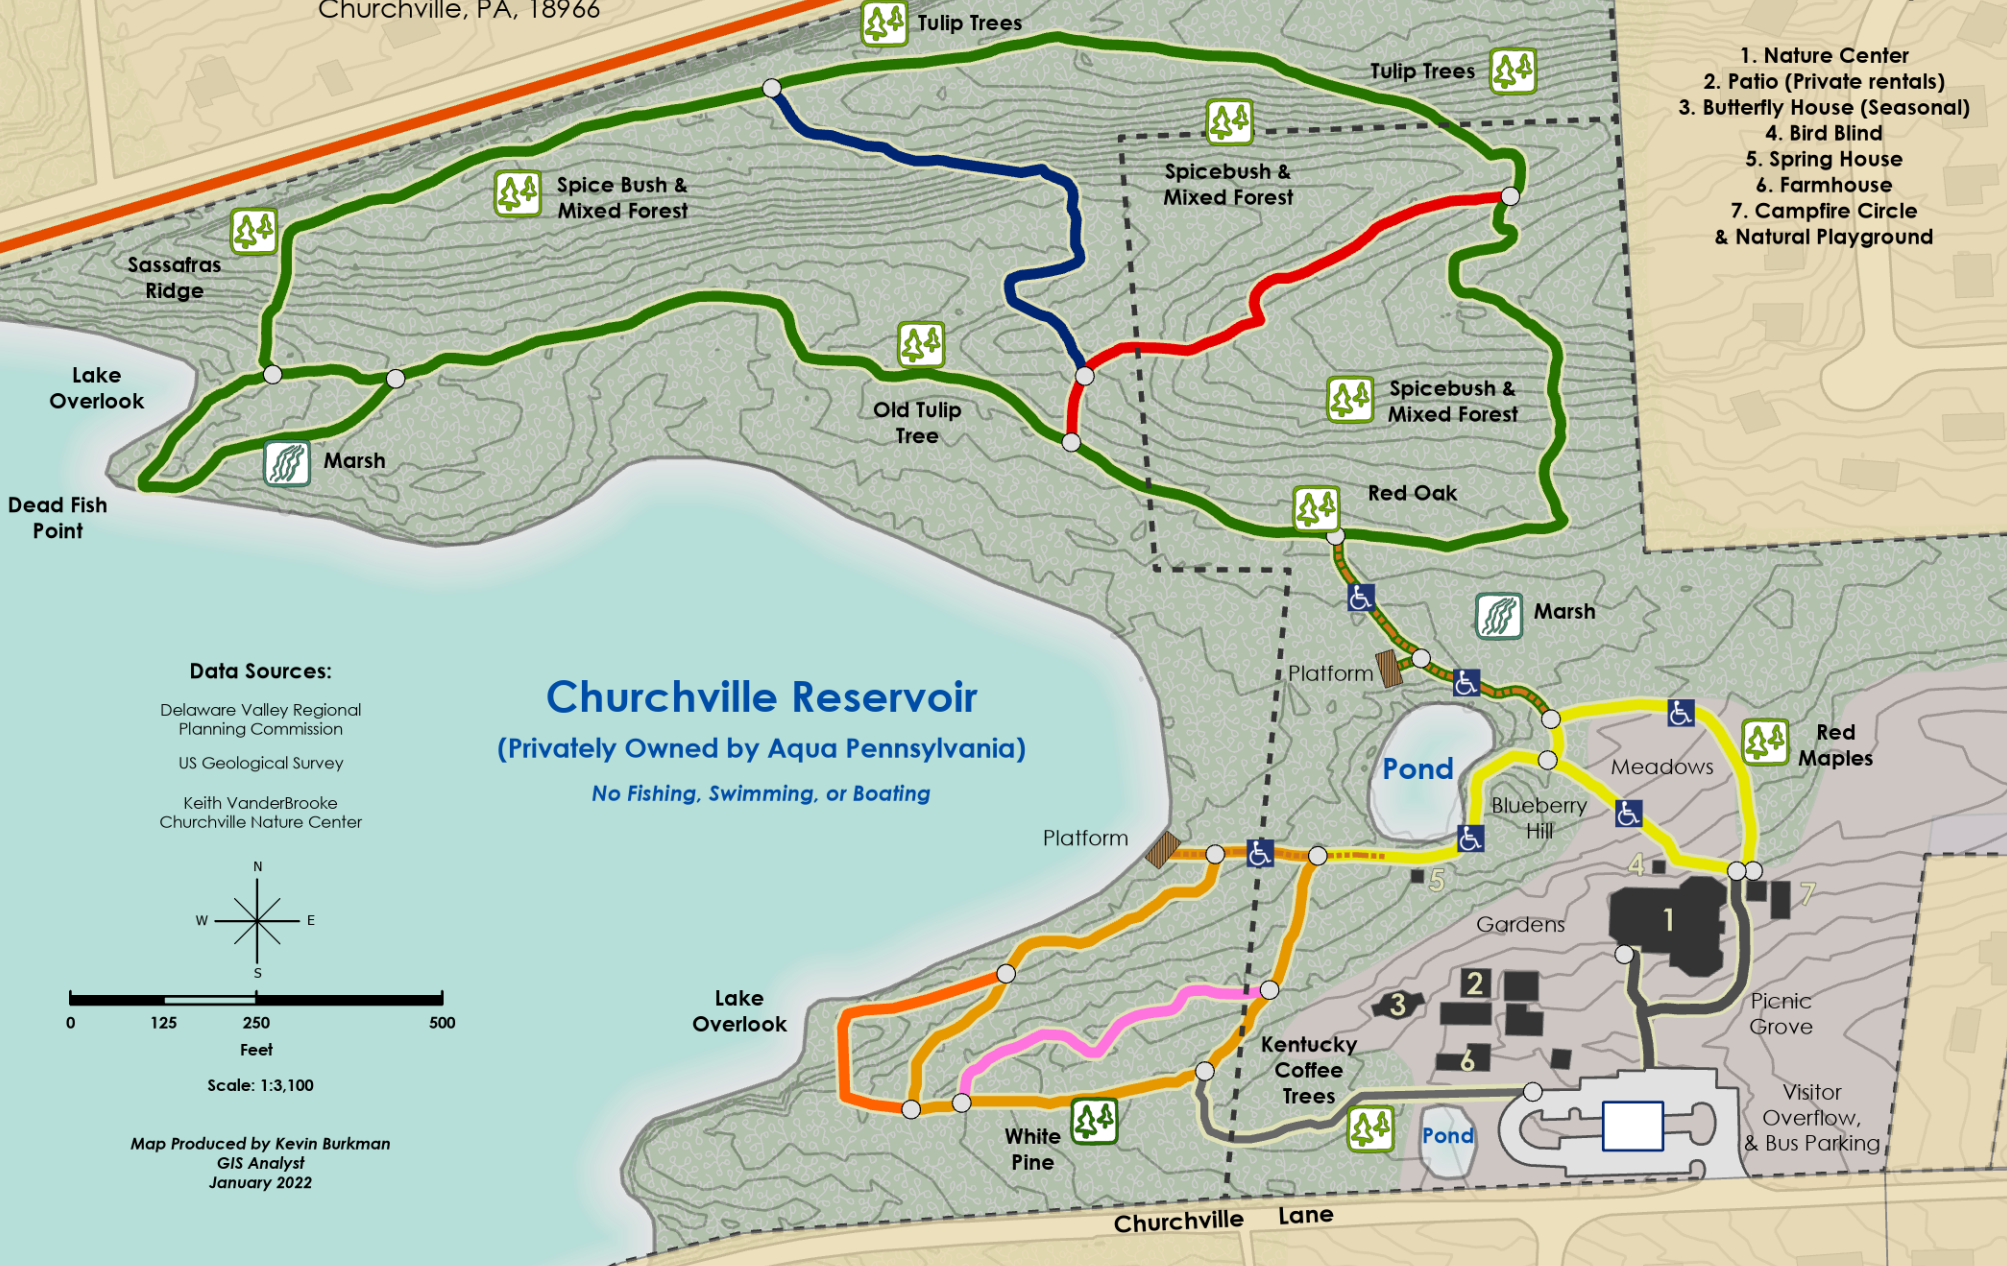 Churchville, PA, 18966
Tulip Trees
Tulip Trees
1. Nature Center
2. Patio (Private rentals)
3. Butterfly House (Seasonal)
4. Bird Blind
5. Spring House
6. Farmhouse
7. Campfire Circle
& Natural Playground
Spice Bush &
Mixed Forest
Spicebush &
Mixed Forest
Sassafras
Ridge
Lake
Overlook
Spicebush &
Mixed Forest
Old Tulip
Tree
Marsh
Dead Fish
Point
Red Oak
Marsh
Platform
Data Sources:
Delaware Valley Regional
Planning Commission
US Geological Survey
Keith VanderBrooke
Churchville Nature Center
Churchville Reservoir
(Privately Owned by Aqua Pennsylvania)
No Fishing, Swimming, or Boating
Pond
Meadows
Red
Maples
Blueberry
Hill
Platform
4
5
7
1
Gardens
N
W
E
S
0
125
250
500
Feet
Scale: 1:3,100
Lake
Overlook
2
3
6
Picnic
Grove
Kentucky
Coffee
Trees
White
Pine
Pond
Visitor
Overflow,
& Bus Parking
Map Produced by Kevin Burkman
GIS Analyst
January 2022
Churchville Lane